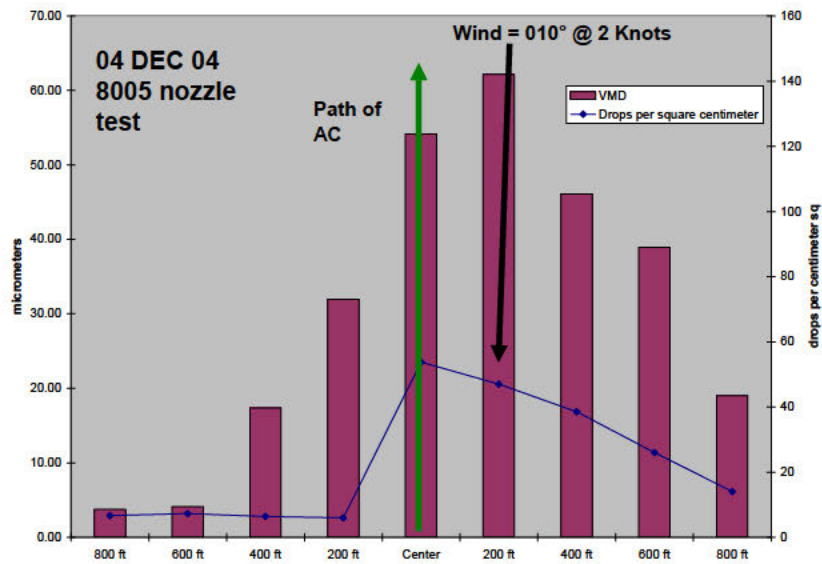 04 DEC 04
8005 nozzle
test
Path of
AC
Wind = 010° @ 2 Knots
VMD
Drops per square centimeter
micrometers
70.00
60.00
50.00
40.00
30.00
20.00
10.00
0.00
drops per centimeter sq
160
140
120
100
80
60
40
20
0
800 ft
600 ft
400 ft
200 ft
Center
200 ft
400 ft
600 ft
800 ft